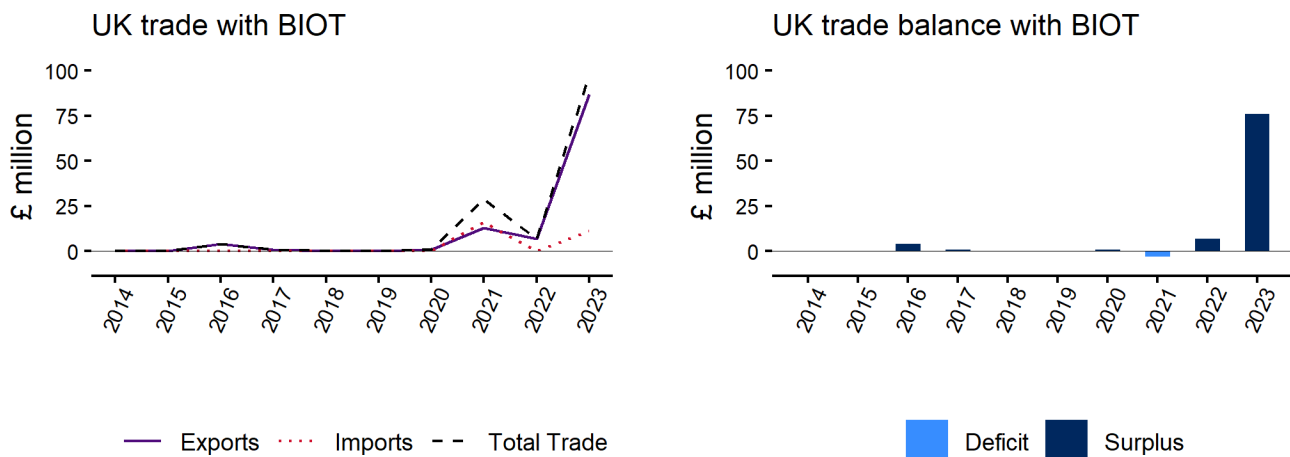 UK trade with BIOT
£ million
100
75
50
25
0
2014 2015 2016 2017 2018 2019 2020 2021 2022 2023
Exports Imports Total Trade
UK trade balance with BIOT
£ million
100
75
50
25
0
2014 2015 2016 2017 2018 2019 2020 2021 2022 2023
Deficit Surplus